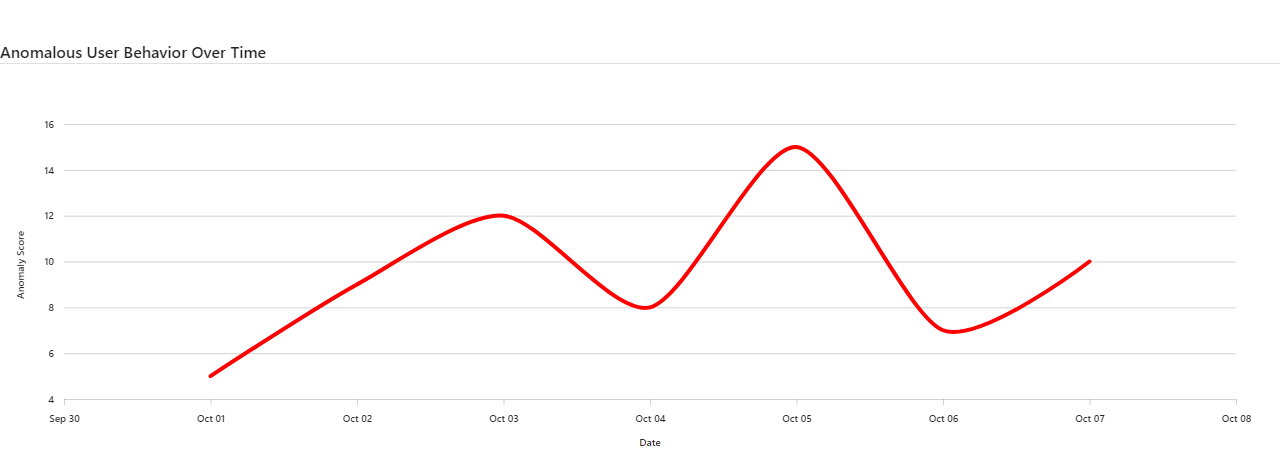 Anomalous User Behavior Over Time
16
14
12
10
8
6
4
Anomaly Score
Sep 30 Oct 01 Oct 02 Oct 03 Oct 04 Oct 05 Oct 06 Oct 07 Oct 08
Date